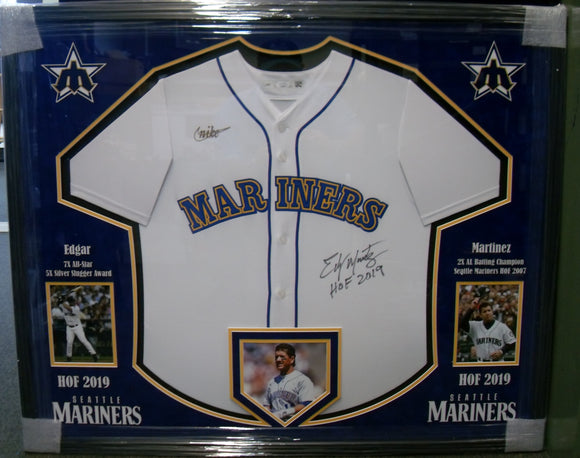 nike
MARINERS
Edgar
7X All-Star
5X Silver Slugger Award
Martinez
2X AL Batting Champion
Seattle Mariners HOF 2007
Edgar Martinez
HOF 2019
MARINERS
HOF 2019
SEATTLE
MARINERS
HOF 2019
SEATTLE
MARINERS